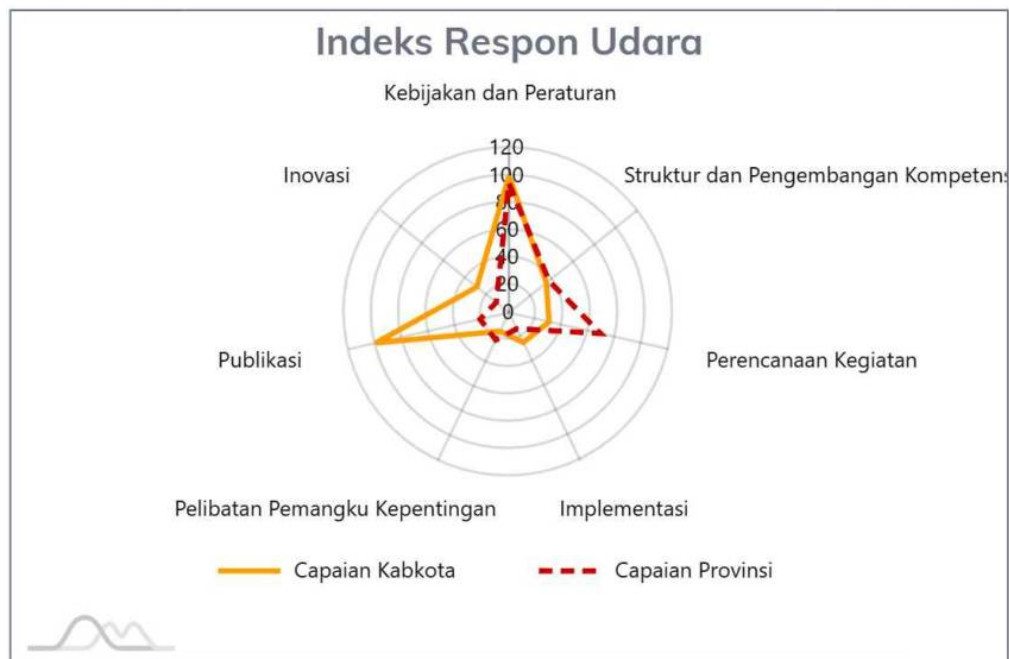 Indeks Respon Udara
Kebijakan dan Peraturan
Inovasi
Struktur dan Pengembangan Kompetens
120
100
80
60
40
20
0
Publikasi
Perencanaan Kegiatan
Pelibatan Pemangku Kepentingan
Implementasi
Capaian Kabkota
Capaian Provinsi